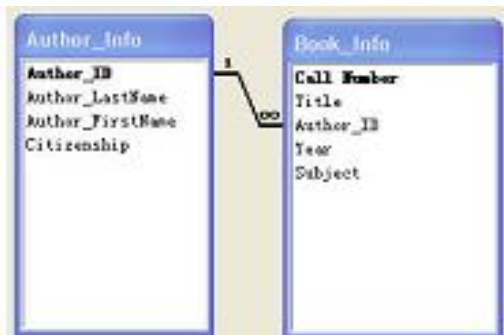 Author_Info
Author_ID
Author_LastName
Author_FirstName
Citizenship
1
∞
Book_Info
Call Number
Title
Author_ID
Year
Subject